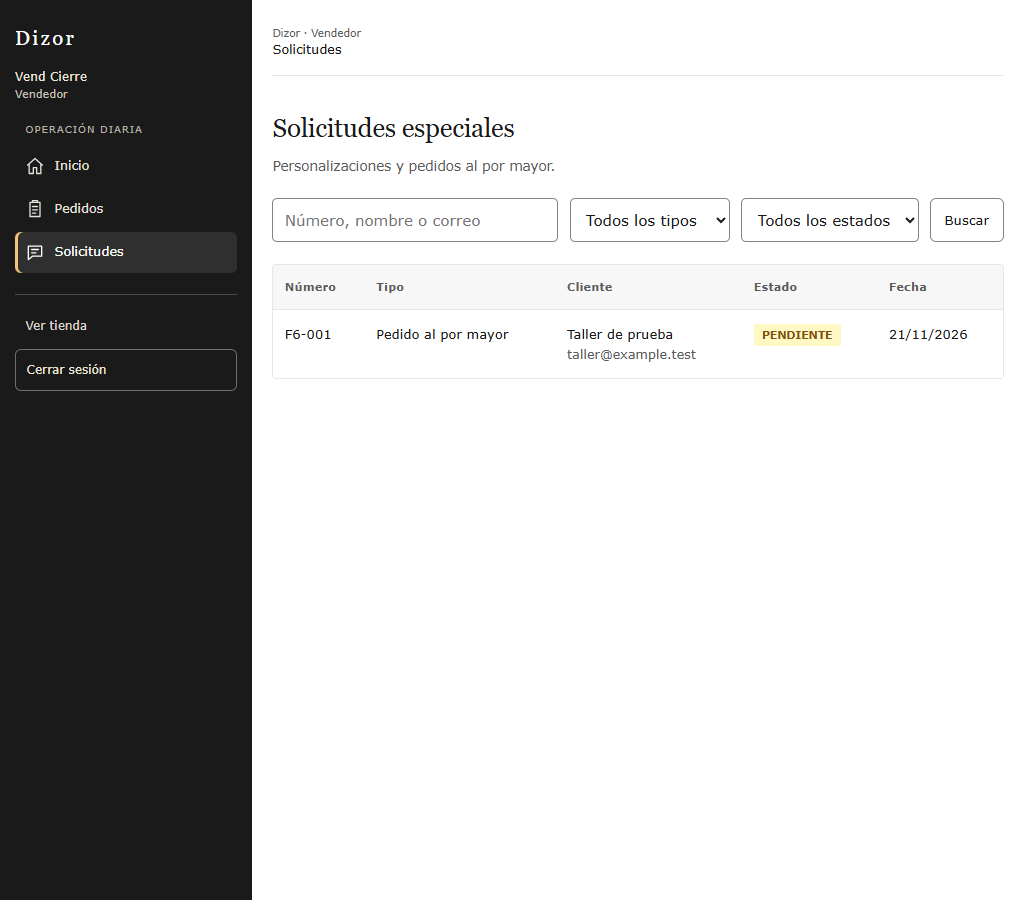 Dizor
Vend Cierre
Vendedor
OPERACIÓN DIARIA
Inicio
Pedidos
Solicitudes
Ver tienda
Cerrar sesión
Dizor · Vendedor
Solicitudes
Solicitudes especiales
Personalizaciones y pedidos al por mayor.
Número, nombre o correo
Todos los tipos
Todos los estados
Buscar
Número Tipo Cliente Estado Fecha
F6-001 Pedido al por mayor Taller de prueba PENDIENTE 21/11/2026
taller@example.test